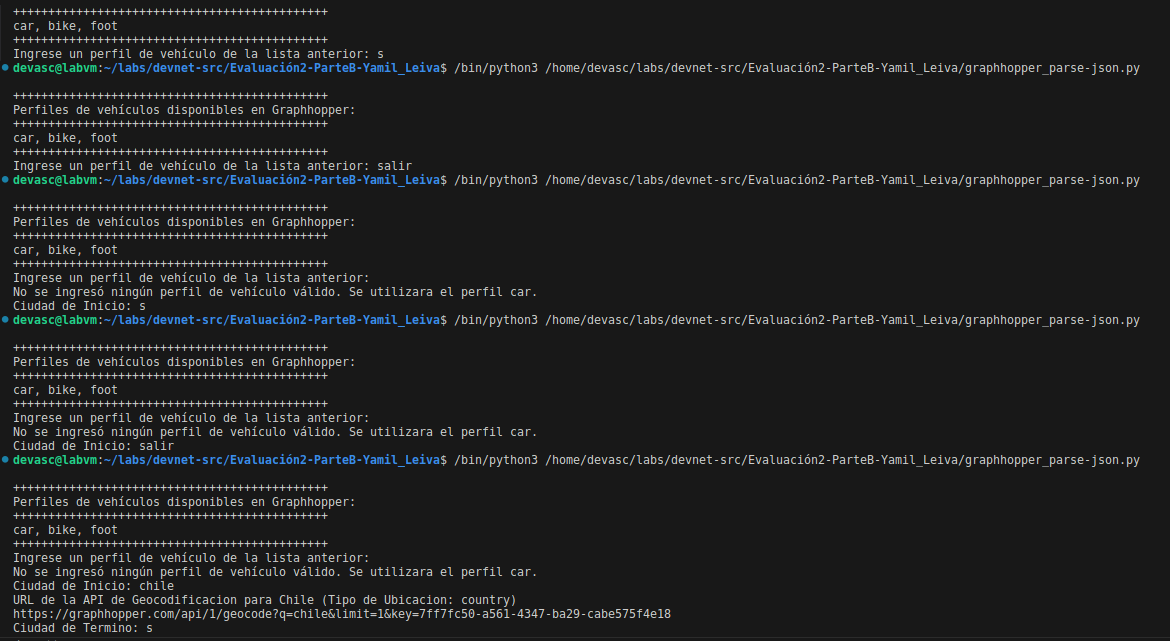 +++++++++++++++++++++++++++++++++++++++++++++
car, bike, foot
+++++++++++++++++++++++++++++++++++++++++++++
Ingrese un perfil de vehículo de la lista anterior: s
devasc@labvm:~/labs/devnet-src/Evaluación2-ParteB-Yamil_Leiva$ /bin/python3 /home/devasc/labs/devnet-src/Evaluación2-ParteB-Yamil_Leiva/graphhopper_parse-json.py
+++++++++++++++++++++++++++++++++++++++++++++
Perfiles de vehículos disponibles en Graphhopper:
+++++++++++++++++++++++++++++++++++++++++++++
car, bike, foot
+++++++++++++++++++++++++++++++++++++++++++++
Ingrese un perfil de vehículo de la lista anterior: salir
devasc@labvm:~/labs/devnet-src/Evaluación2-ParteB-Yamil_Leiva$ /bin/python3 /home/devasc/labs/devnet-src/Evaluación2-ParteB-Yamil_Leiva/graphhopper_parse-json.py
+++++++++++++++++++++++++++++++++++++++++++++
Perfiles de vehículos disponibles en Graphhopper:
+++++++++++++++++++++++++++++++++++++++++++++
car, bike, foot
+++++++++++++++++++++++++++++++++++++++++++++
Ingrese un perfil de vehículo de la lista anterior:
No se ingresó ningún perfil de vehículo válido. Se utilizara el perfil car.
Ciudad de Inicio: s
devasc@labvm:~/labs/devnet-src/Evaluación2-ParteB-Yamil_Leiva$ /bin/python3 /home/devasc/labs/devnet-src/Evaluación2-ParteB-Yamil_Leiva/graphhopper_parse-json.py
+++++++++++++++++++++++++++++++++++++++++++++
Perfiles de vehículos disponibles en Graphhopper:
+++++++++++++++++++++++++++++++++++++++++++++
car, bike, foot
+++++++++++++++++++++++++++++++++++++++++++++
Ingrese un perfil de vehículo de la lista anterior:
No se ingresó ningún perfil de vehículo válido. Se utilizara el perfil car.
Ciudad de Inicio: salir
devasc@labvm:~/labs/devnet-src/Evaluación2-ParteB-Yamil_Leiva$ /bin/python3 /home/devasc/labs/devnet-src/Evaluación2-ParteB-Yamil_Leiva/graphhopper_parse-json.py
+++++++++++++++++++++++++++++++++++++++++++++
Perfiles de vehículos disponibles en Graphhopper:
+++++++++++++++++++++++++++++++++++++++++++++
car, bike, foot
+++++++++++++++++++++++++++++++++++++++++++++
Ingrese un perfil de vehículo de la lista anterior:
No se ingresó ningún perfil de vehículo válido. Se utilizara el perfil car.
Ciudad de Inicio: chile
URL de la API de Geocodificacion para Chile (Tipo de Ubicacion: country)
https://graphhopper.com/api/1/geocode?q=chile&limit=1&key=7ff7fc50-a561-4347-ba29-cabe575f4e18
Ciudad de Termino: s